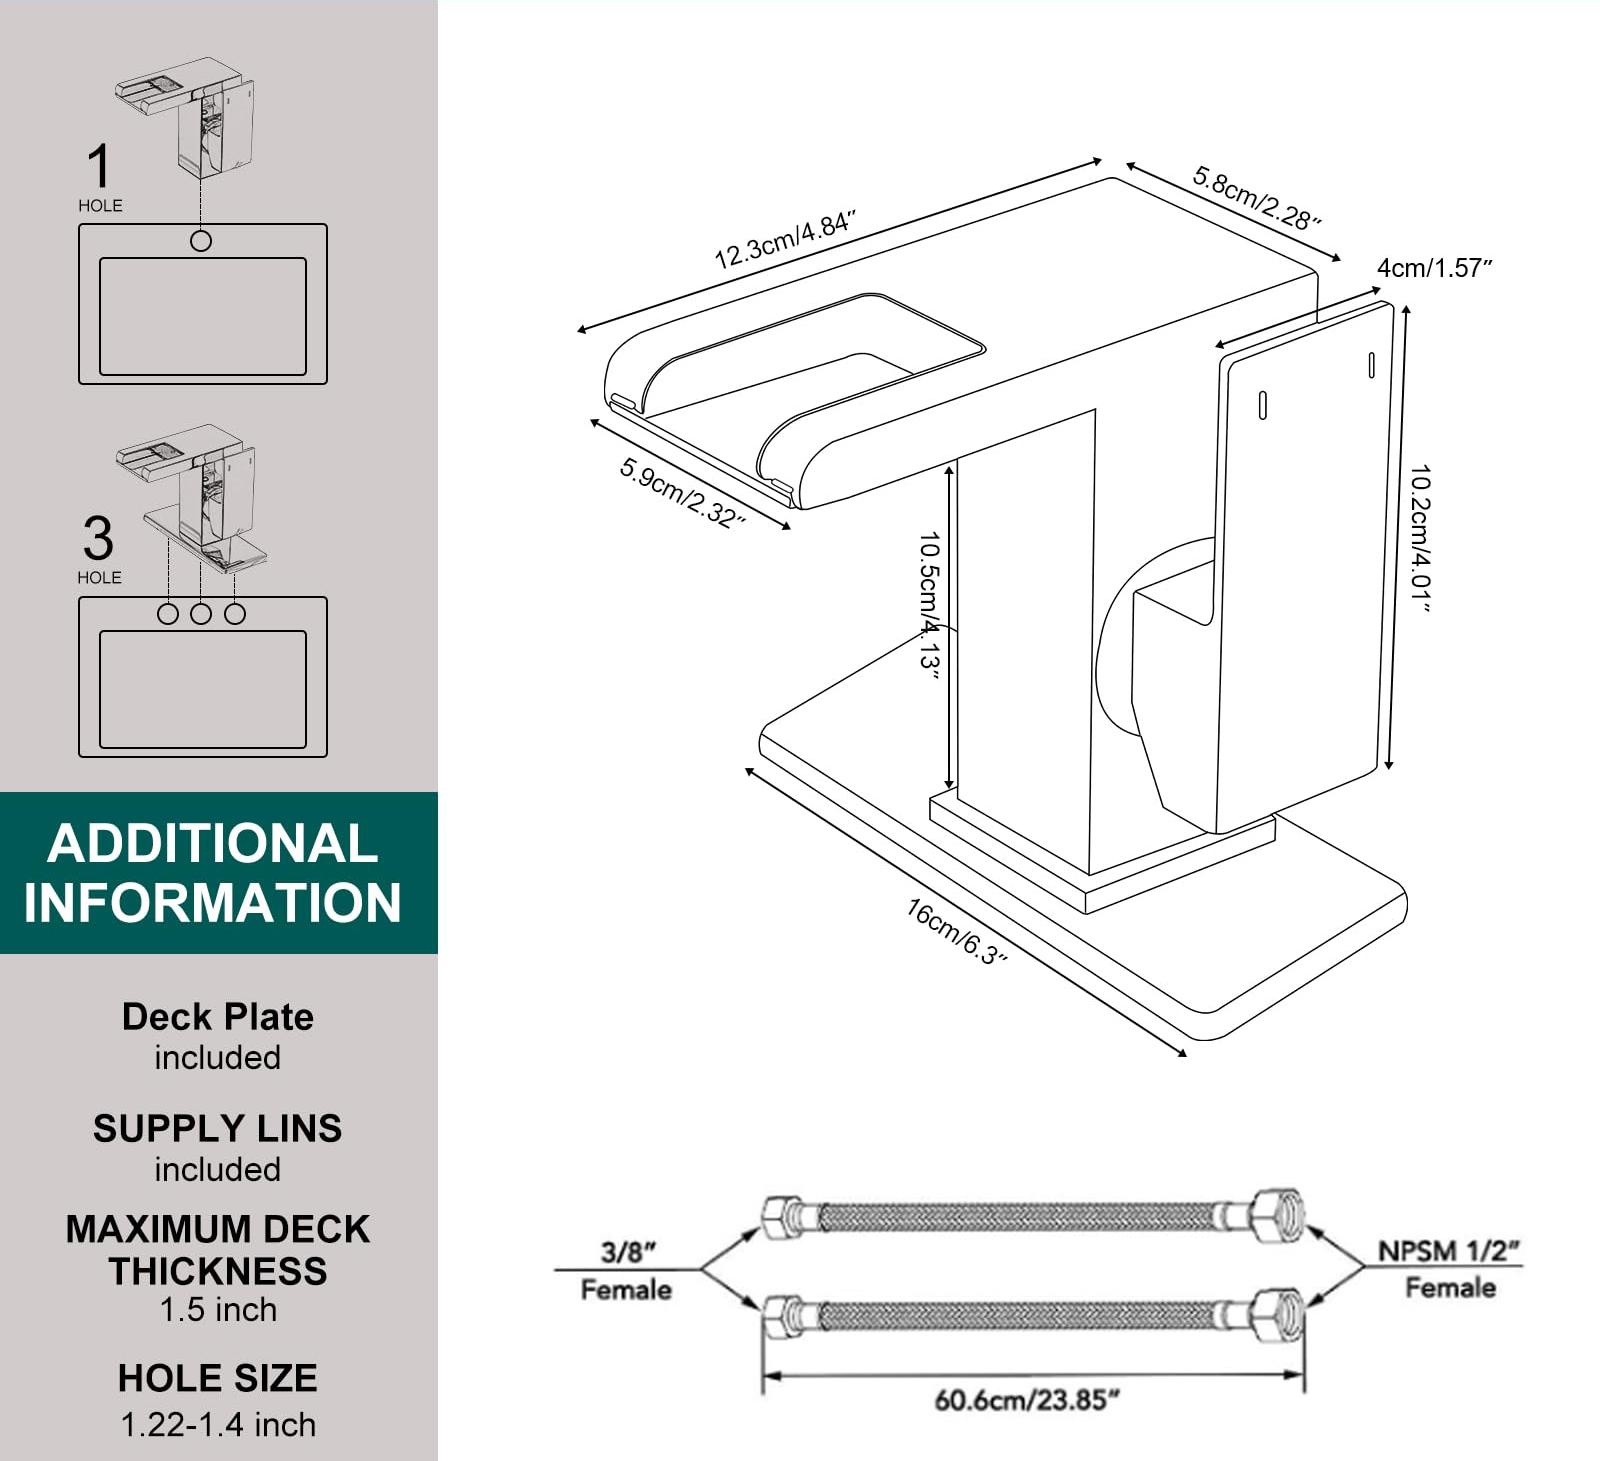 1
HOLE
3
HOLE
ADDITIONAL
INFORMATION
Deck Plate
included
SUPPLY LINS
included
MAXIMUM DECK
THICKNESS
1.5 inch
HOLE SIZE
1.22-1.4 inch
12.3cm/4.84″
5.8cm/2.28″
4cm/1.57″
5.9cm/2.32″
10.5cm/4.13″
10.2cm/4.01″
16cm/6.3″
3/8″
Female
NPSM 1/2″
Female
60.6cm/23.85″